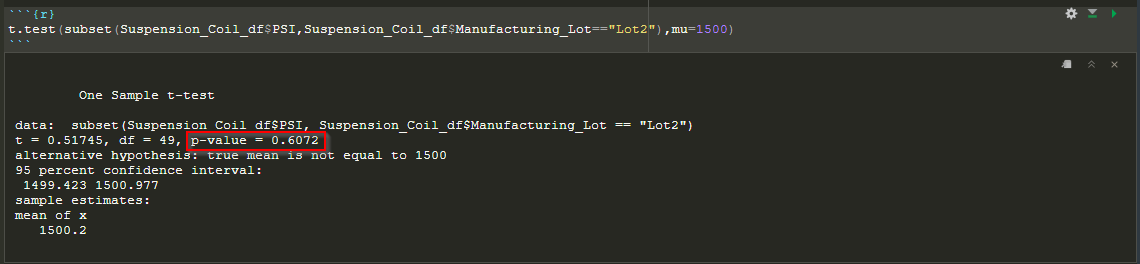 ```{r}
t.test(subset(Suspension_Coil_df$PSI,Suspension_Coil_df$Manufacturing_Lot=="Lot2"),mu=1500)
```
One Sample t-test
data:  subset(Suspension_Coil_df$PSI, Suspension_Coil_df$Manufacturing_Lot == "Lot2")
t = 0.51745, df = 49, p-value = 0.6072
alternative hypothesis: true mean is not equal to 1500
95 percent confidence interval:
1499.423 1500.977
sample estimates:
mean of x
1500.2